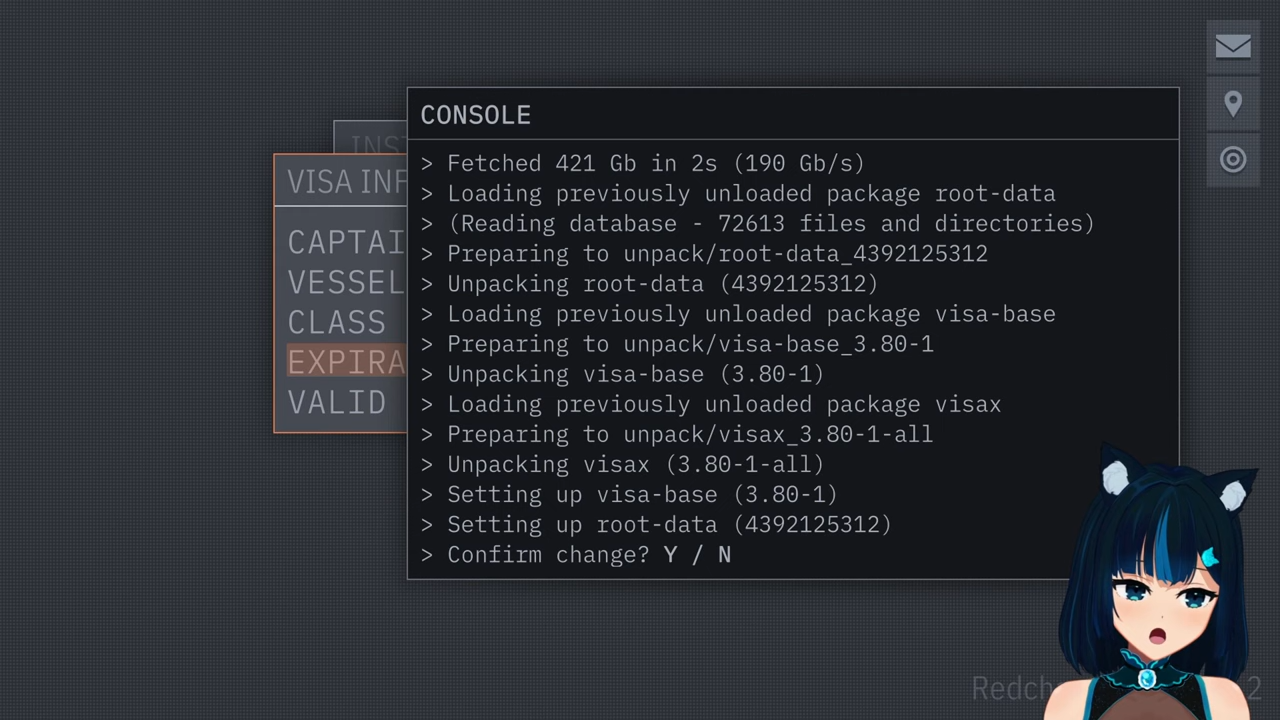 CONSOLE
> Fetched 421 Gb in 2s (190 Gb/s)
> Loading previously unloaded package root-data
> (Reading database - 72613 files and directories)
> Preparing to unpack/root-data_4392125312
> Unpacking root-data (4392125312)
> Loading previously unloaded package visa-base
> Preparing to unpack/visa-base_3.80-1
> Unpacking visa-base (3.80-1)
> Loading previously unloaded package visax
> Preparing to unpack/visax_3.80-1-all
> Unpacking visax (3.80-1-all)
> Setting up visa-base (3.80-1)
> Setting up root-data (4392125312)
> Confirm change? Y / N
INST
VISA INF
CAPTAI
VESSEL
CLASS
EXPIRA
VALID
Redch
2